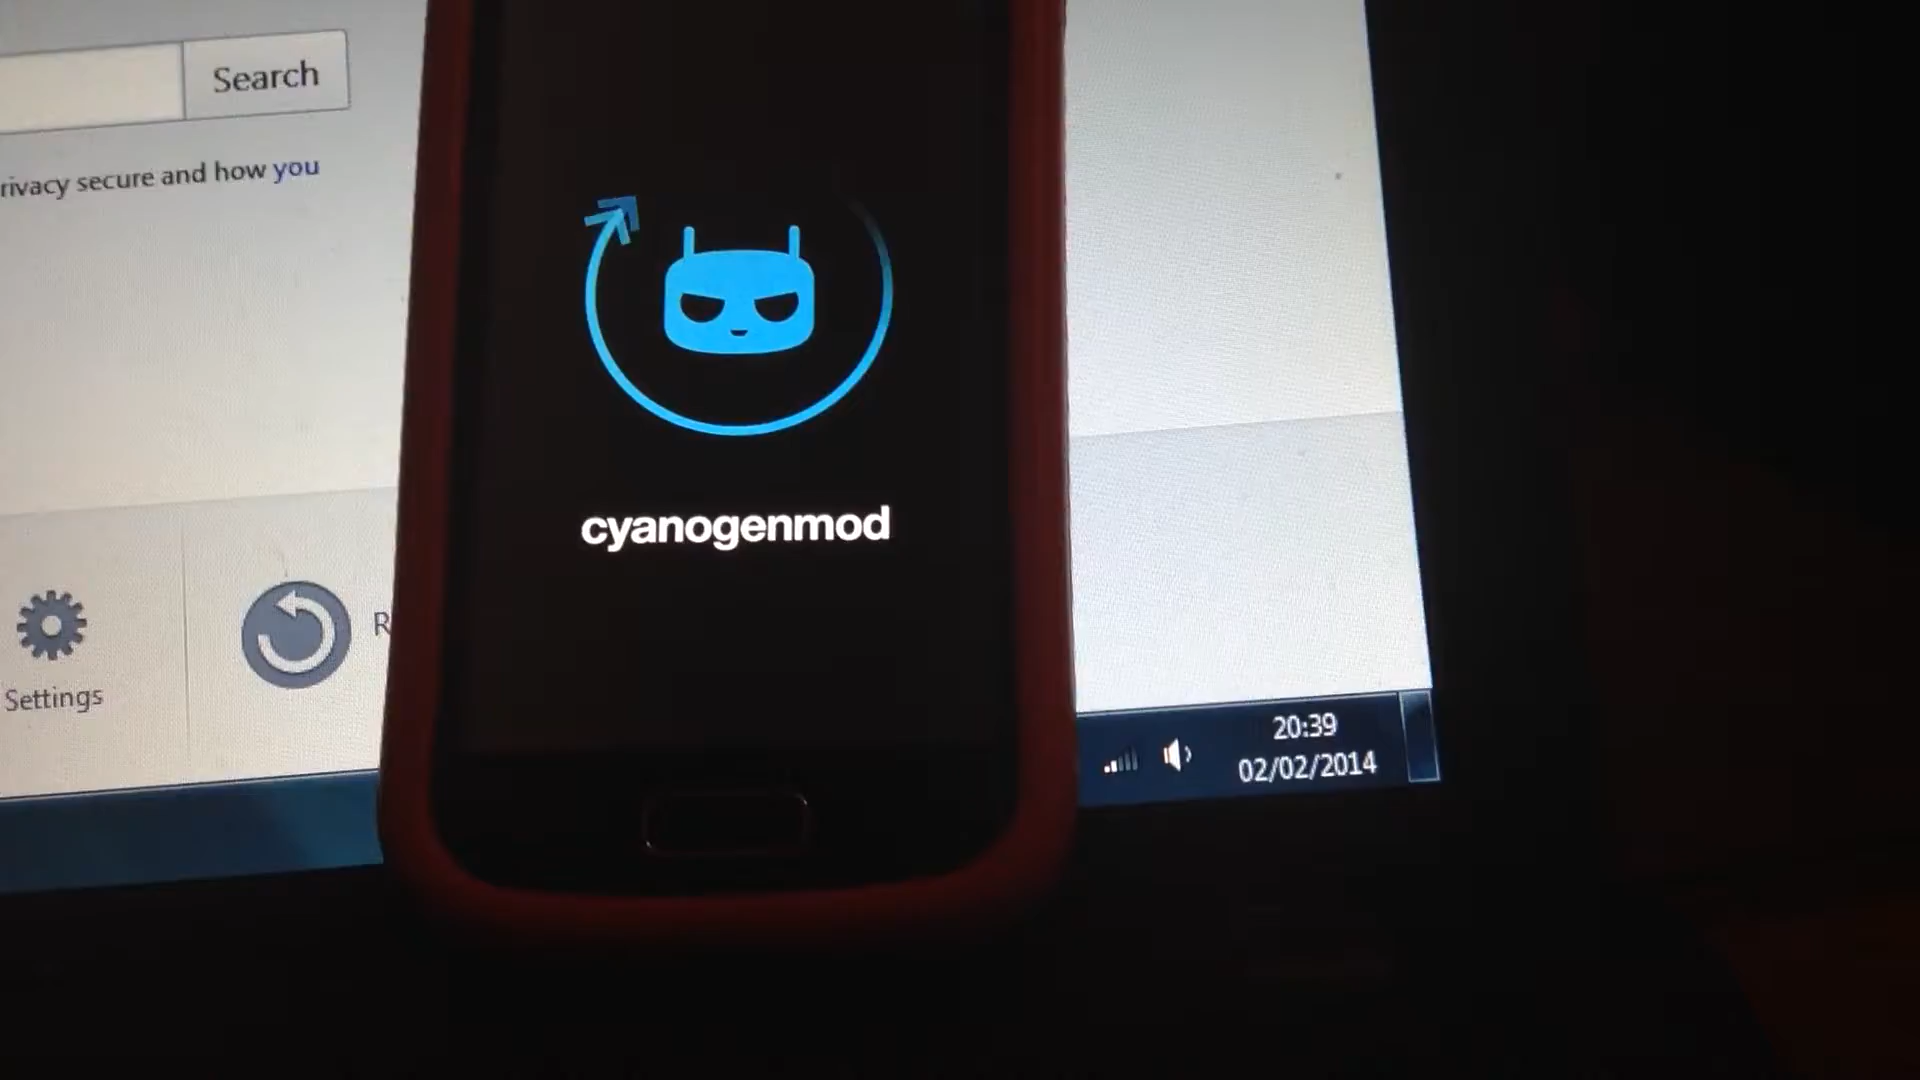 Search
rivacy secure and how you
cyanogenmod
R
Settings
20:39
02/02/2014